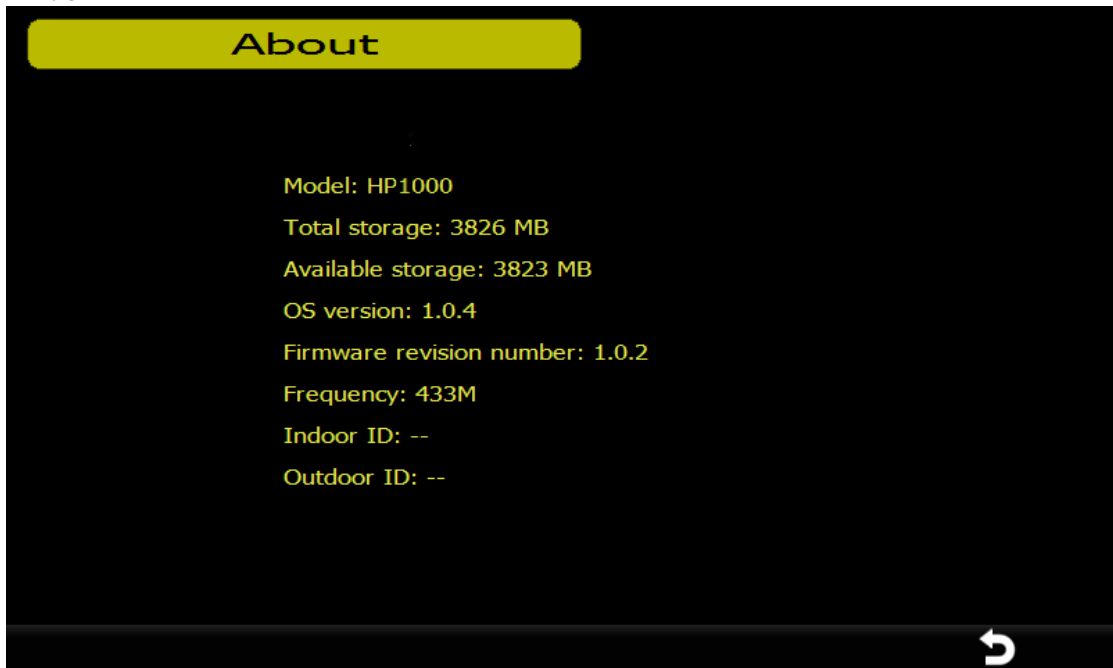 About
Model: HP1000
Total storage: 3826 MB
Available storage: 3823 MB
OS version: 1.0.4
Firmware revision number: 1.0.2
Frequency: 433M
Indoor ID: --
Outdoor ID: --